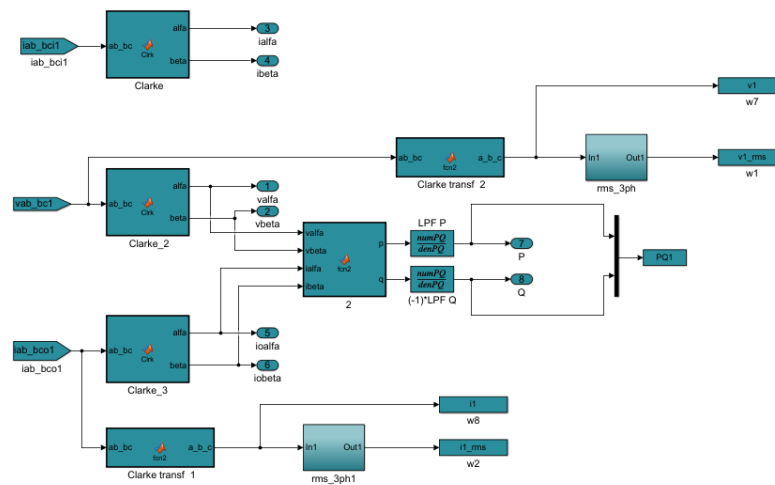 iab_bci1
iab_bci1
ab_bc
alfa
beta
Clrk
Clarke
3
ialfa
4
ibeta
v1
w7
ab_bc
fcn2
a_b_c
Clarke transf 2
In1
Out1
rms_3ph
v1_rms
w1
vab_bc1
ab_bc
alfa
beta
Clrk
Clarke_2
1
valfa
2
vbeta
valfa
vbeta
ialfa
ibeta
fcn2
p
q
2
LPF P
numPQ
denPQ
numPQ
denPQ
(-1)*LPF Q
7
P
8
Q
PQ1
iab_bco1
iab_bco1
ab_bc
alfa
beta
Clrk
Clarke_3
5
ioalfa
6
iobeta
i1
w8
ab_bc
fcn2
a_b_c
Clarke transf 1
In1
Out1
rms_3ph1
i1_rms
w2